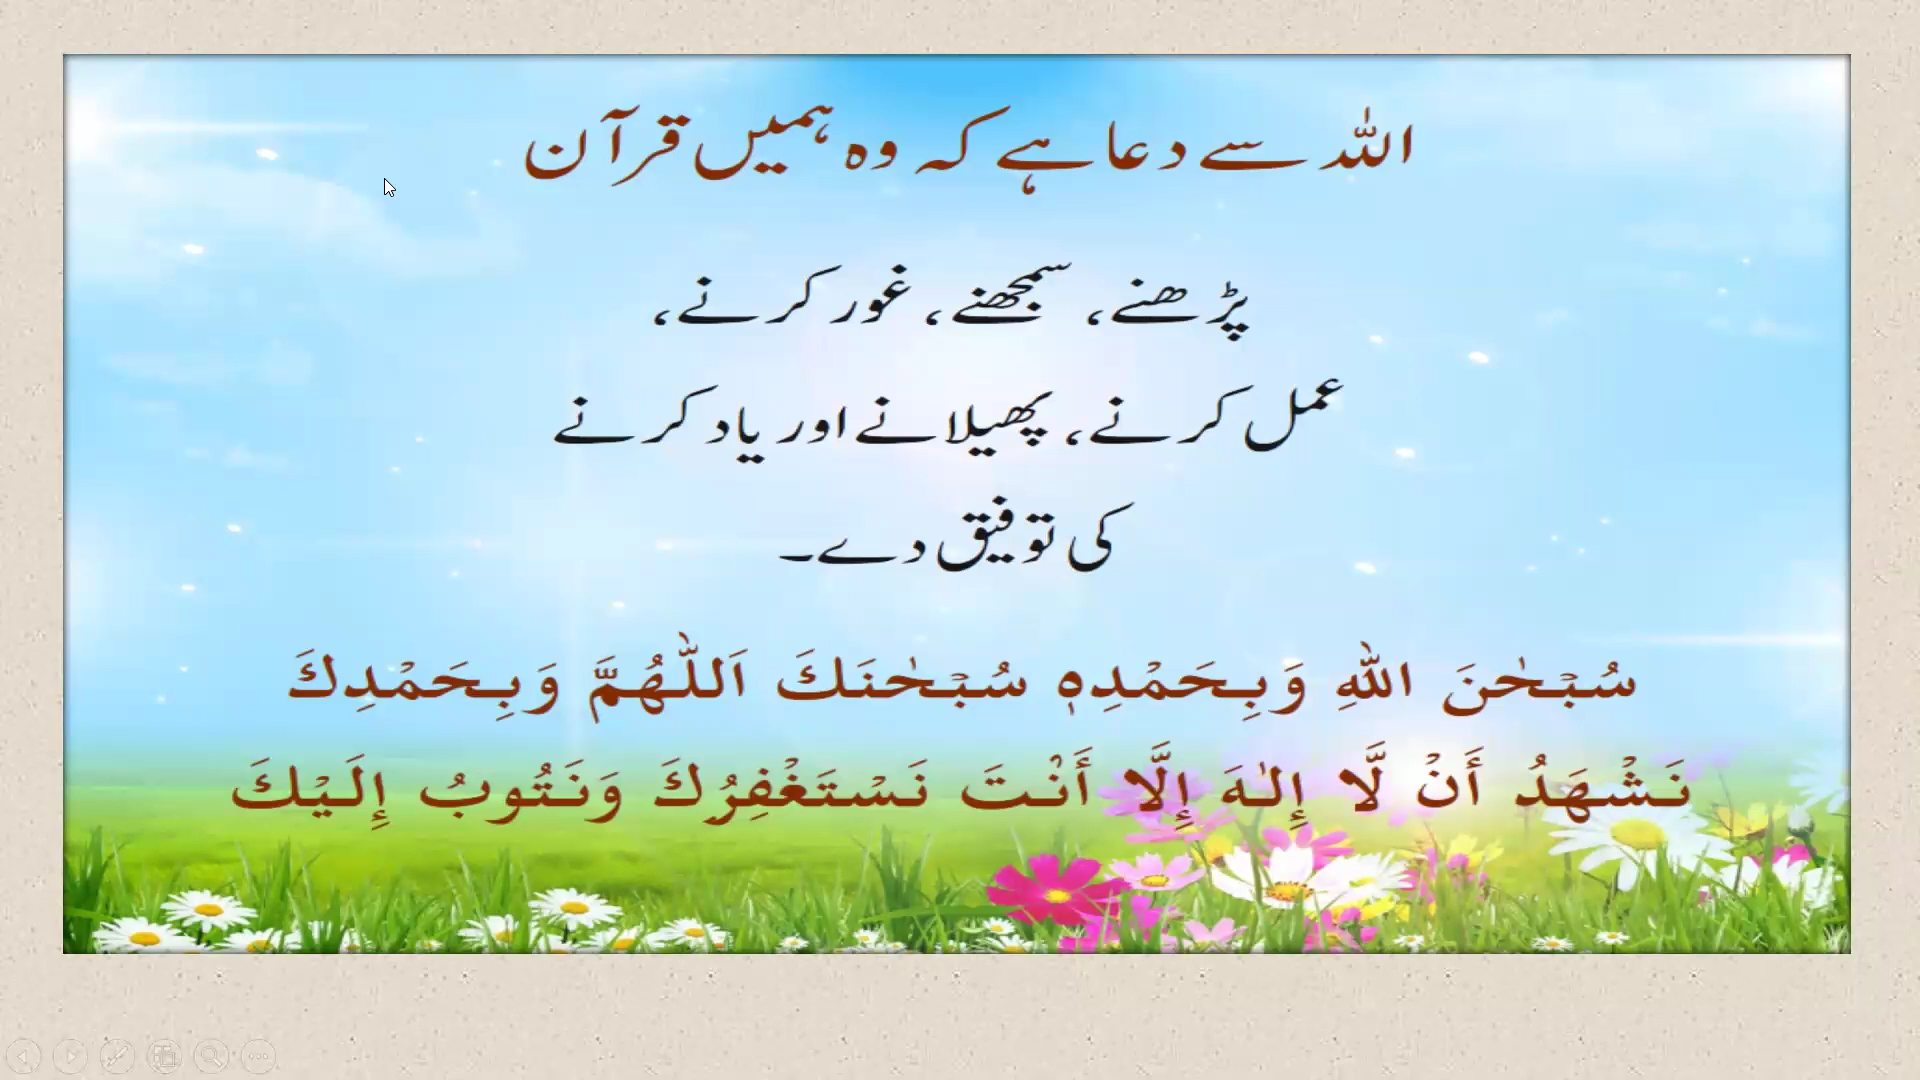 اللہ سے دعا ہے کہ وہ ہمیں قرآن
پڑھنے، سمجھنے، غور کرنے،
عمل کرنے، پھیلانے اور یاد کرنے
کی توفیق دے۔
سُبْحٰنَ اللّٰهِ وَبِحَمْدِهٖ سُبْحٰنَكَ اَللّٰهُمَّ وَبِحَمْدِكَ
نَشْهَدُ أَنْ لَّا إِلٰهَ إِلَّا أَنْتَ نَسْتَغْفِرُكَ وَنَتُوبُ إِلَيْكَ